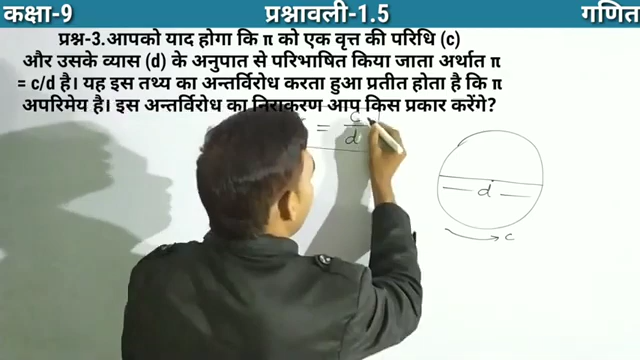 कक्षा-9 प्रश्नावली-1.5 गणित
प्रश्न-3.आपको याद होगा कि π को एक वृत्त की परिधि (c)
और उसके व्यास (d) के अनुपात से परिभाषित किया जाता अर्थात π
= c/d है। यह इस तथ्य का अन्तर्विरोध करता हुआ प्रतीत होता है कि π
अपरिमेय है। इस अन्तर्विरोध का निराकरण आप किस प्रकार करेंगे?
= c/d
d
c